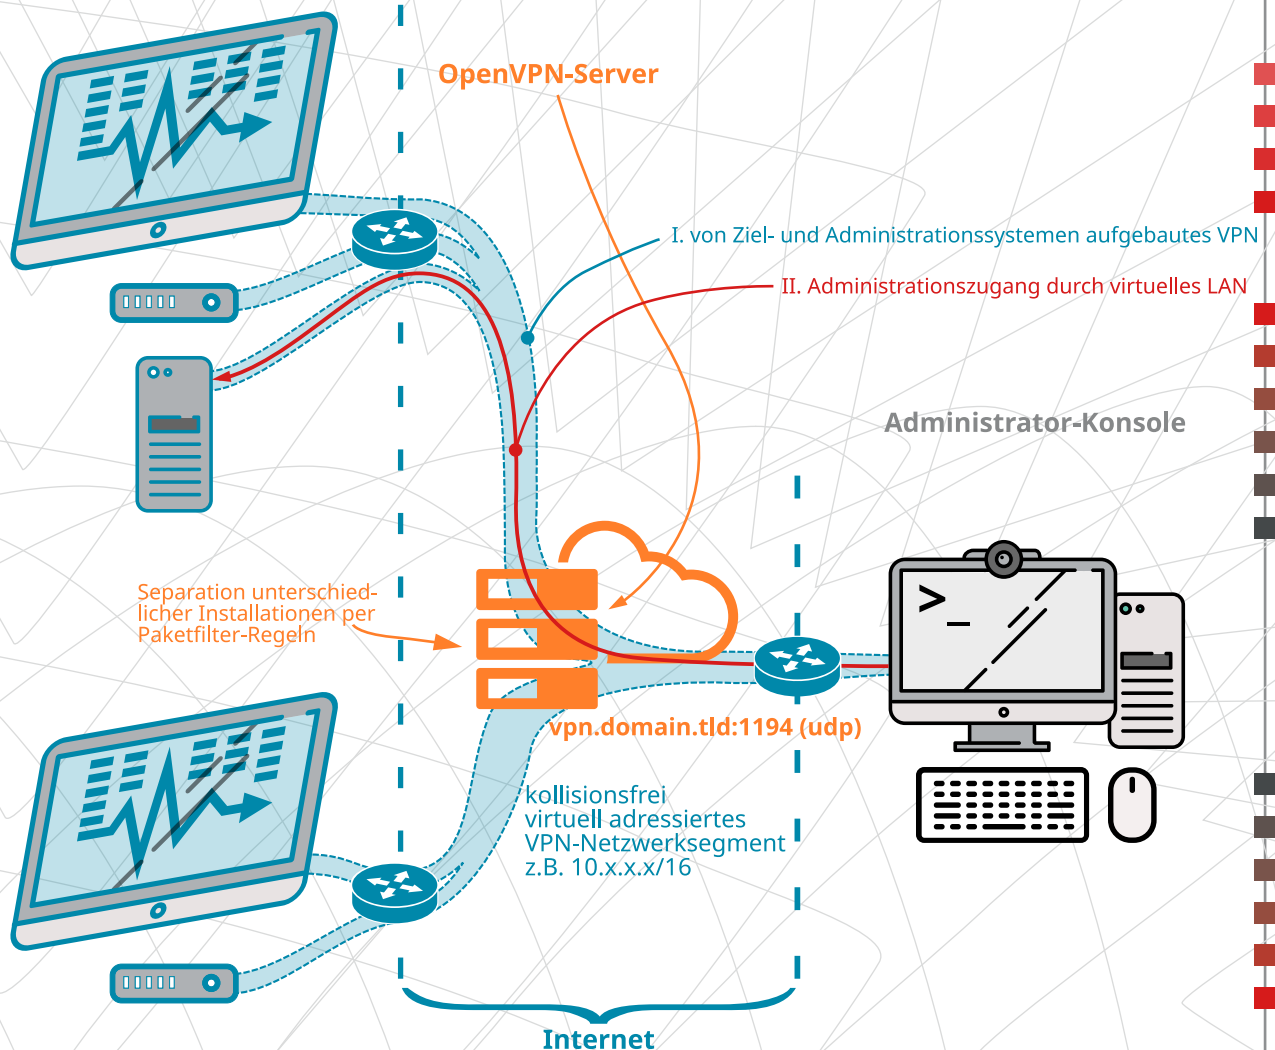 OpenVPN-Server
I. von Ziel- und Administrationssystemen aufgebautes VPN
II. Administrationszugang durch virtuelles LAN
Administrator-Konsole
>_
Separation unterschied-
licher Installationen per
Paketfilter-Regeln
vpn.domain.tld:1194 (udp)
kollisionsfrei
virtuell adressiertes
VPN-Netzwerksegment
z.B. 10.x.x.x/16
Internet